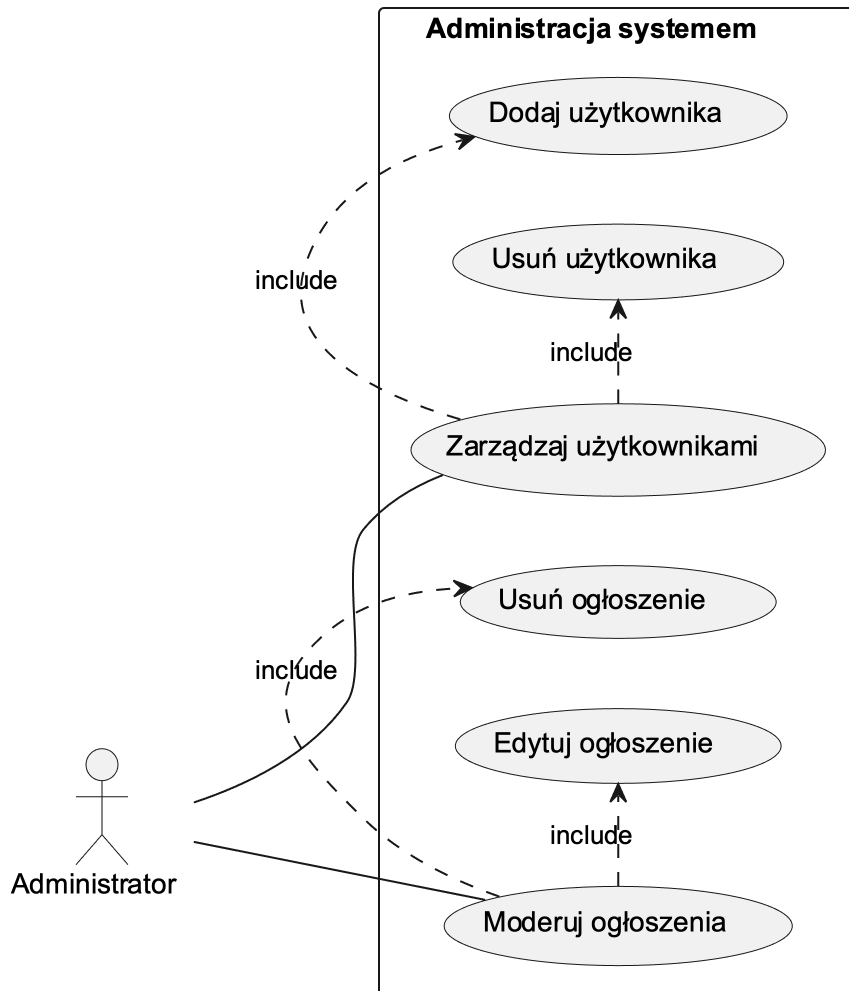 Administracja systemem
Dodaj użytkownika
Usuń użytkownika
include
include
Zarządzaj użytkownikami
Usuń ogłoszenie
include
Edytuj ogłoszenie
include
Administrator
Moderuj ogłoszenia